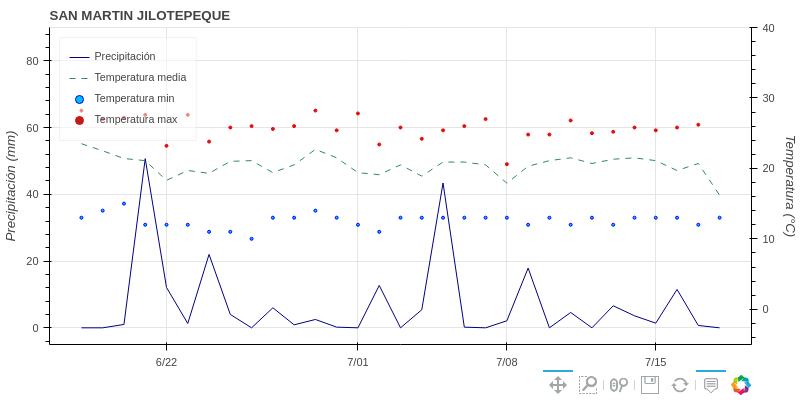 SAN MARTIN JILOTEPEQUE
Precipitación
Temperatura media
Temperatura min
Temperatura max
Precipitación (mm)
80
60
40
20
0
40
30
20
10
0
Temperatura (°C)
6/22
7/01
7/08
7/15